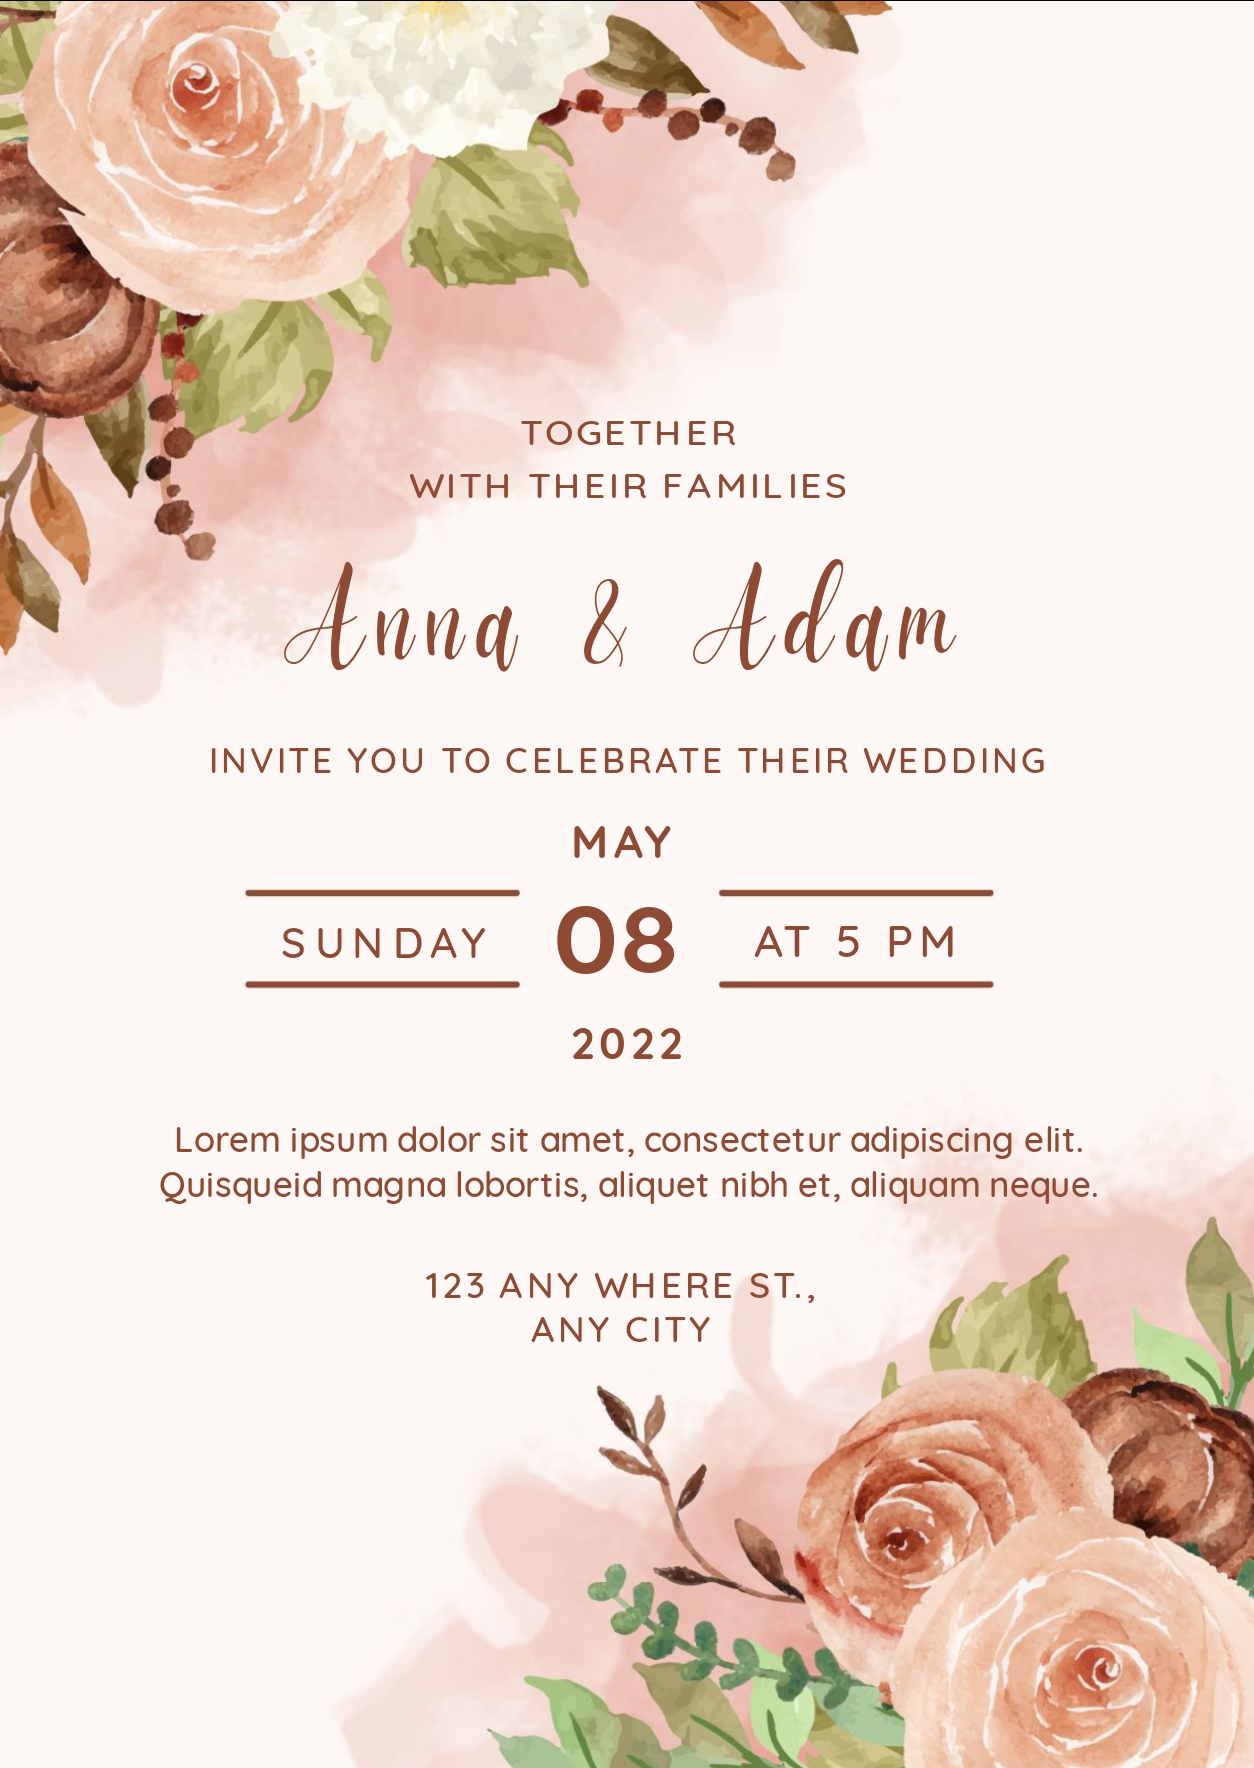 TOGETHER
WITH THEIR FAMILIES
Anna & Adam
INVITE YOU TO CELEBRATE THEIR WEDDING
MAY
SUNDAY 08 AT 5 PM
2022
Lorem ipsum dolor sit amet, consectetur adipiscing elit.
Quisqueid magna lobortis, aliquet nibh et, aliquam neque.
123 ANY WHERE ST.,
ANY CITY